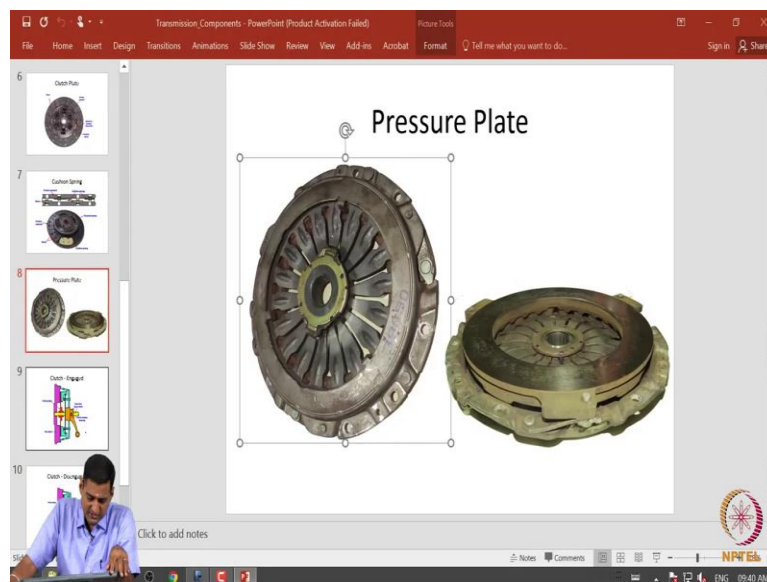 Transmission_Components - PowerPoint (Product Activation Failed)
Picture Tools
File Home Insert Design Transitions Animations Slide Show Review View Add-ins Acrobat Format Tell me what you want to do...
Sign in Share
6
Clutch Plate
7
Cushion Spring
8
Pressure Plate
9
Clutch - Engaged
10
Pressure Plate
Click to add notes
Notes Comments
NPTEL
ENG 09:40 AM